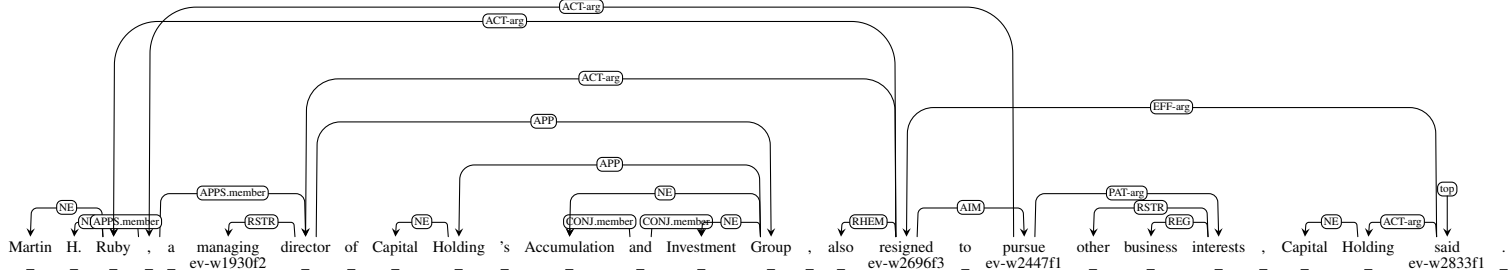 ACT-arg
ACT-arg
ACT-arg
EFF-arg
APP
APP
top
APPS.member NE PAT-arg
NE RSTR
APPS.member RSTR NE CONJ.member CONJ.member NE RHEM AIM REG NE ACT-arg
Martin H. Ruby , a managing director of Capital Holding 's Accumulation and Investment Group , also resigned to pursue other business interests , Capital Holding said .
_ _ _ _ _ ev-w1930f2 _ _ _ _ _ _ _ _ _ _ _ ev-w2696f3 _ ev-w2447f1 _ _ _ _ _ _ ev-w2833f1 _